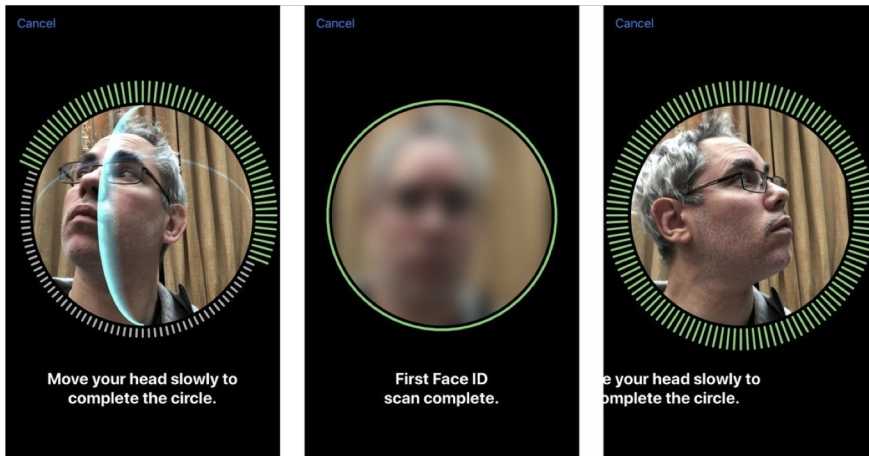 Cancel
Move your head slowly to
complete the circle.
Cancel
First Face ID
scan complete.
Cancel
e your head slowly to
omplete the circle.